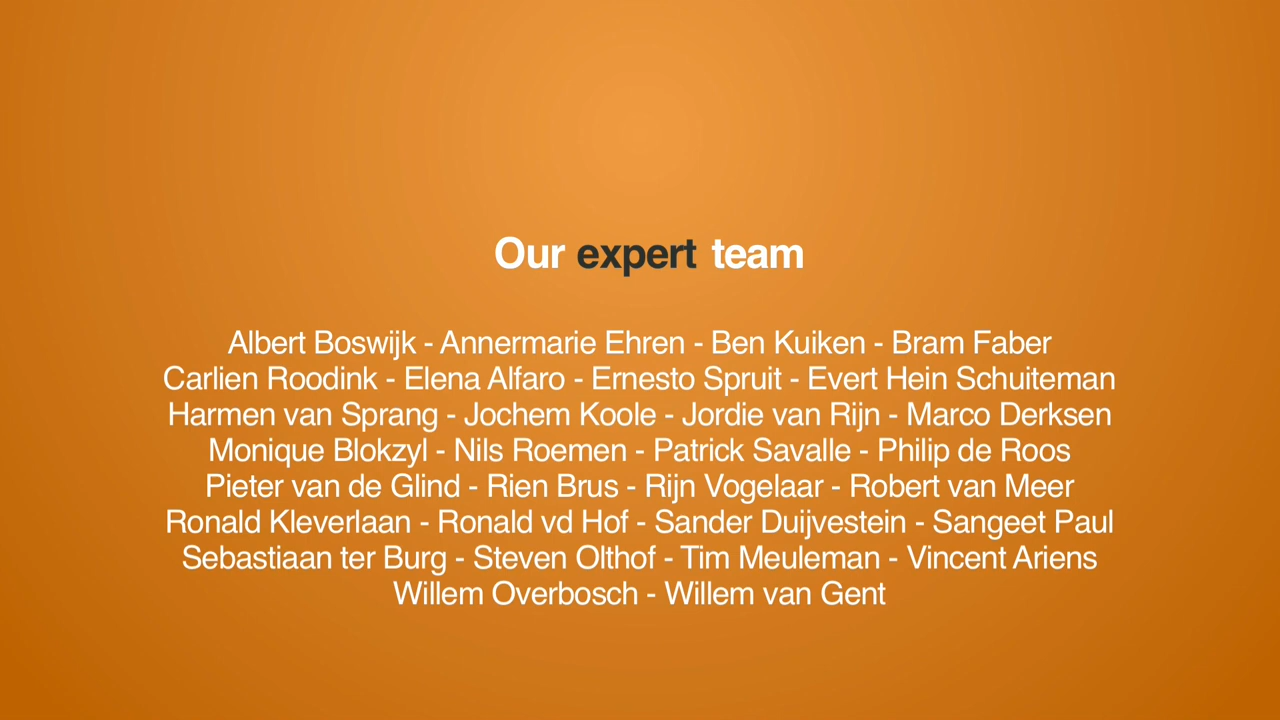 Our expert team
Albert Boswijk - Annermarie Ehren - Ben Kuiken - Bram Faber
Carlien Roodink - Elena Alfaro - Ernesto Spruit - Evert Hein Schuiteman
Harmen van Sprang - Jochem Koole - Jordie van Rijn - Marco Derksen
Monique Blokzyl - Nils Roemen - Patrick Savalle - Philip de Roos
Pieter van de Glind - Rien Brus - Rijn Vogelaar - Robert van Meer
Ronald Kleverlaan - Ronald vd Hof - Sander Duijvestein - Sangeet Paul
Sebastiaan ter Burg - Steven Olthof - Tim Meuleman - Vincent Ariens
Willem Overbosch - Willem van Gent